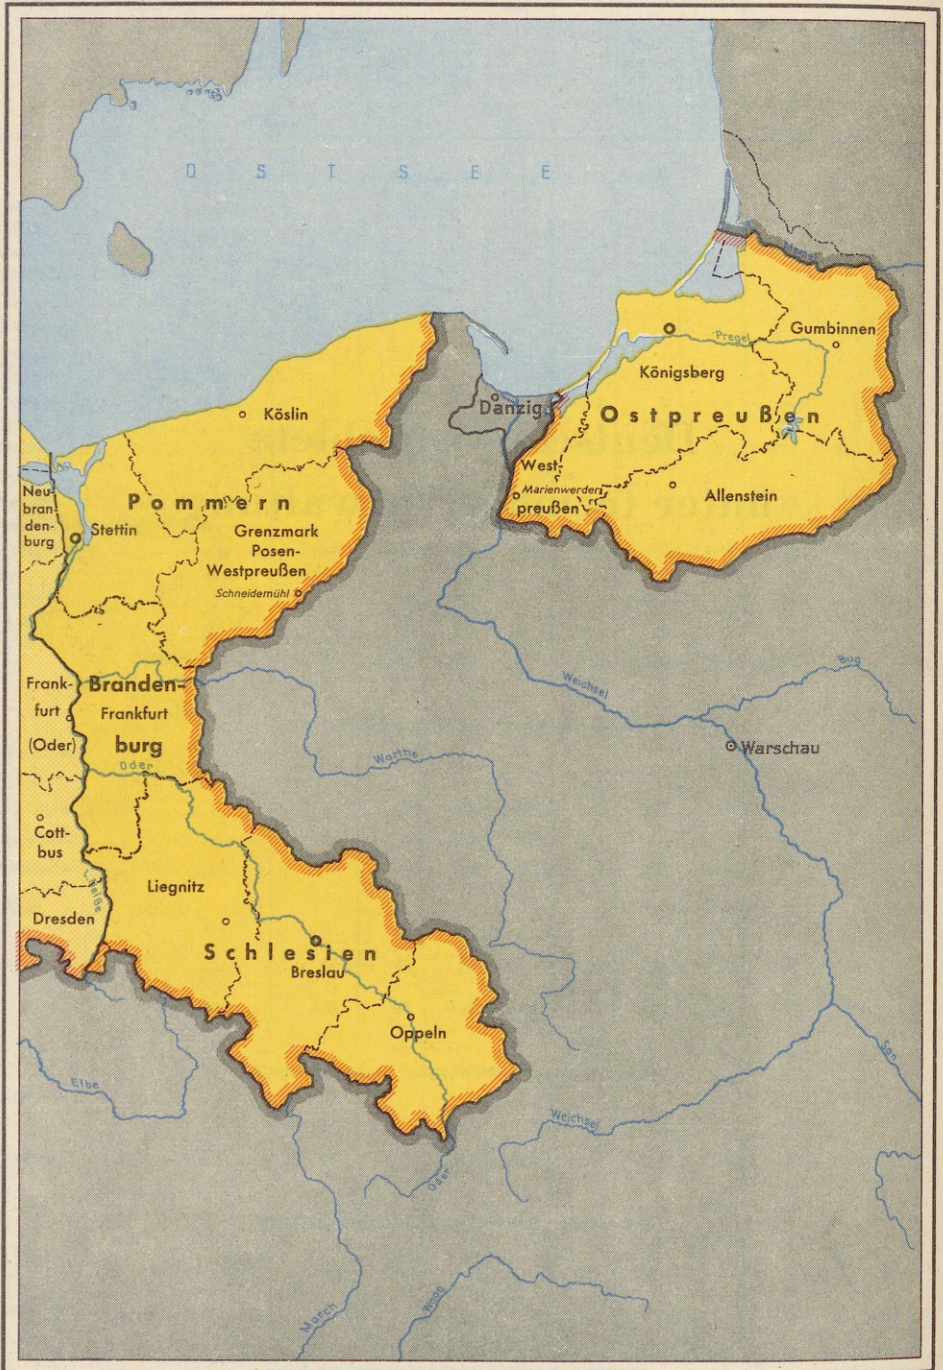 OSTSEE
Memel
Gumbinnen
Pregel
Königsberg
Köslin
Danzig
Ostpreußen
West-
Marienwerder
preußen
Allenstein
Neu-
bran
den-
burg
Pommern
Stettin
Grenzmark
Posen-
Westpreußen
Schneidemühl
Frank-
furt
(Oder)
Branden-
Frankfurt
burg
Oder
Weichsel
Bug
Warschau
Warthe
Cott-
bus
Neiße
Liegnitz
Dresden
Schlesien
Breslau
Oppeln
San
Elbe
Weichsel
Oder
March
Waag